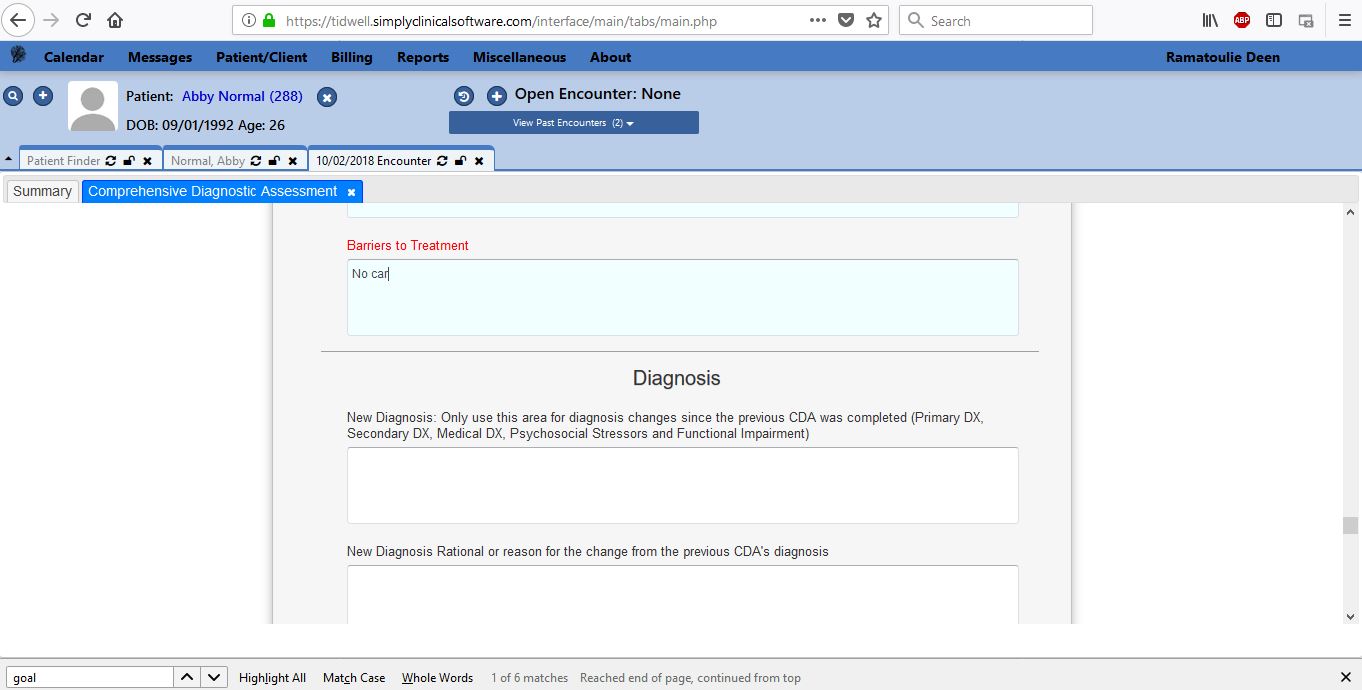 https://tidwell.simplyclinicalsoftware.com/interface/main/tabs/main.php
Search
ABP
Calendar Messages Patient/Client Billing Reports Miscellaneous About Ramatoulie Deen
Patient: Abby Normal (288)
Open Encounter: None
DOB: 09/01/1992 Age: 26
View Past Encounters (2)
Patient Finder Normal, Abby 10/02/2018 Encounter
Summary Comprehensive Diagnostic Assessment
Barriers to Treatment
No car
Diagnosis
New Diagnosis: Only use this area for diagnosis changes since the previous CDA was completed (Primary DX,
Secondary DX, Medical DX, Psychosocial Stressors and Functional Impairment)
New Diagnosis Rational or reason for the change from the previous CDA's diagnosis
goal Highlight All Match Case Whole Words 1 of 6 matches Reached end of page, continued from top